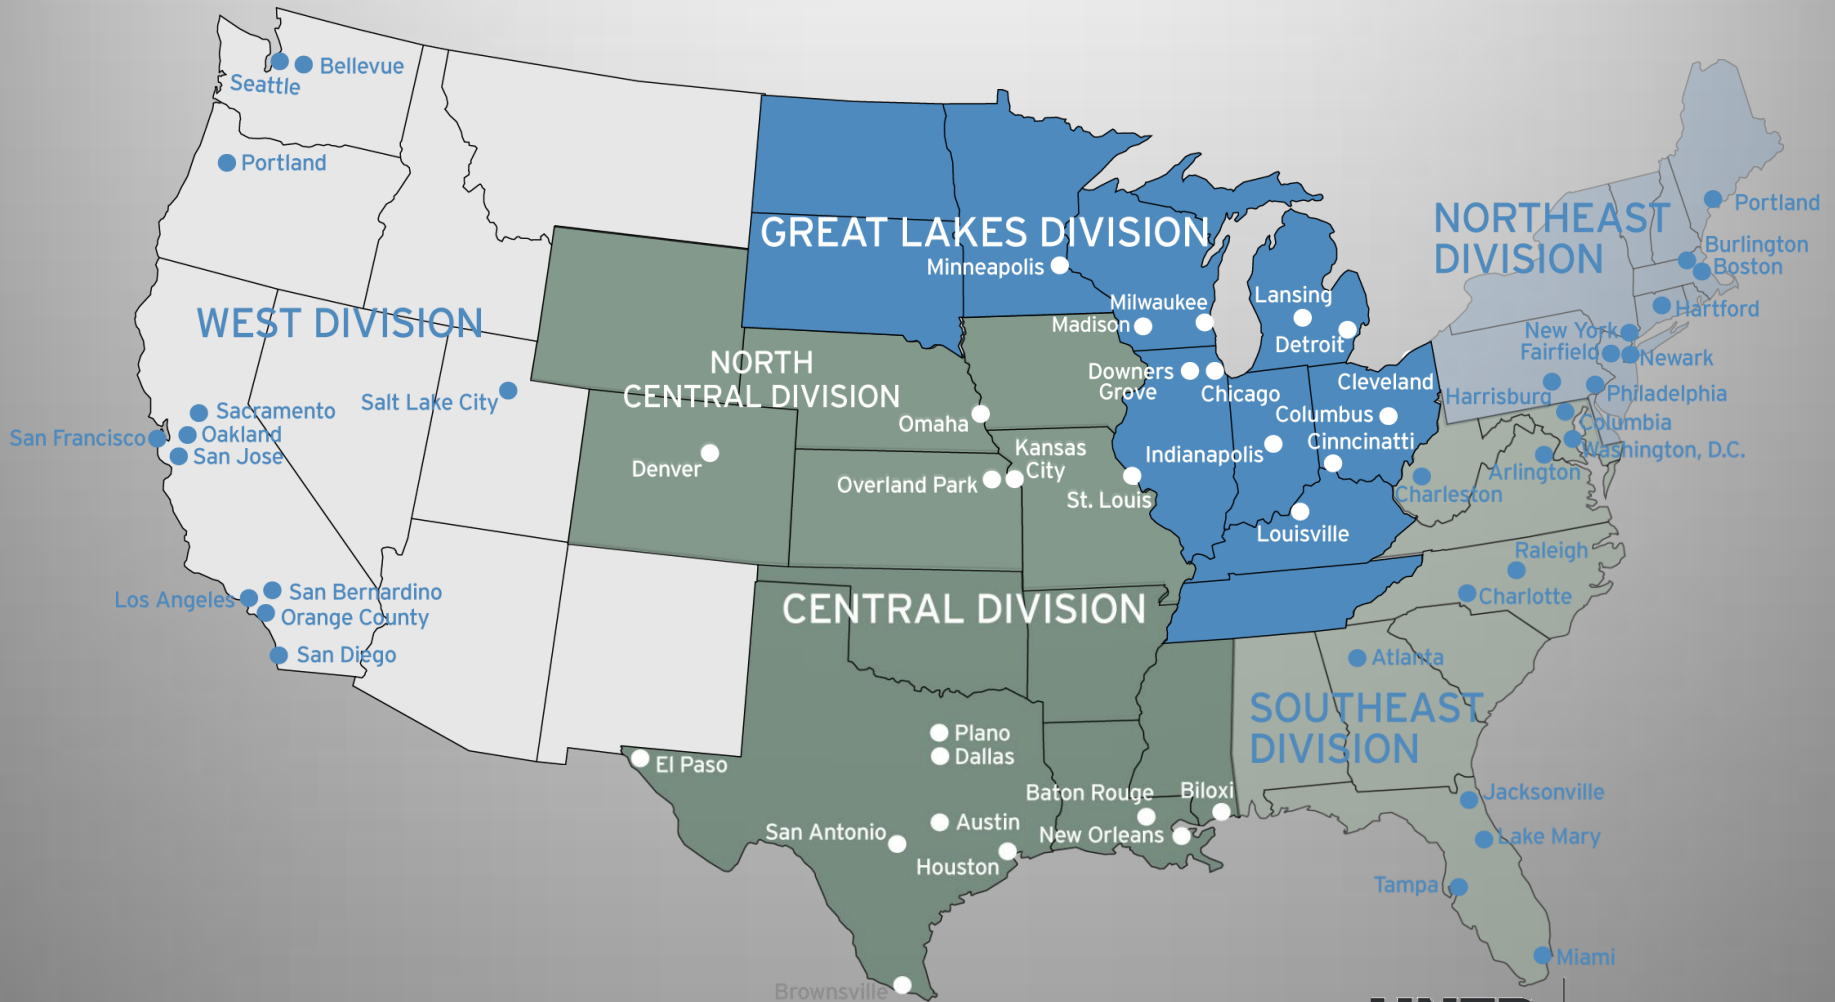 Seattle
Bellevue
Portland
WEST DIVISION
Salt Lake City
Sacramento
San Francisco
Oakland
San Jose
Los Angeles
San Bernardino
Orange County
San Diego
GREAT LAKES DIVISION
Minneapolis
Milwaukee
Madison
Lansing
Detroit
Downers
Grove
Chicago
Cleveland
Columbus
Cinncinatti
Indianapolis
St. Louis
Louisville
NORTH
CENTRAL DIVISION
Omaha
Denver
Kansas
City
Overland Park
CENTRAL DIVISION
Plano
Dallas
El Paso
Austin
San Antonio
Houston
Baton Rouge
Biloxi
New Orleans
Brownsville
NORTHEAST
DIVISION
Portland
Burlington
Boston
Hartford
New York
Fairfield
Newark
Harrisburg
Philadelphia
Columbia
Washington, D.C.
Arlington
Charleston
Raleigh
Charlotte
Atlanta
SOUTHEAST
DIVISION
Jacksonville
Lake Mary
Tampa
Miami